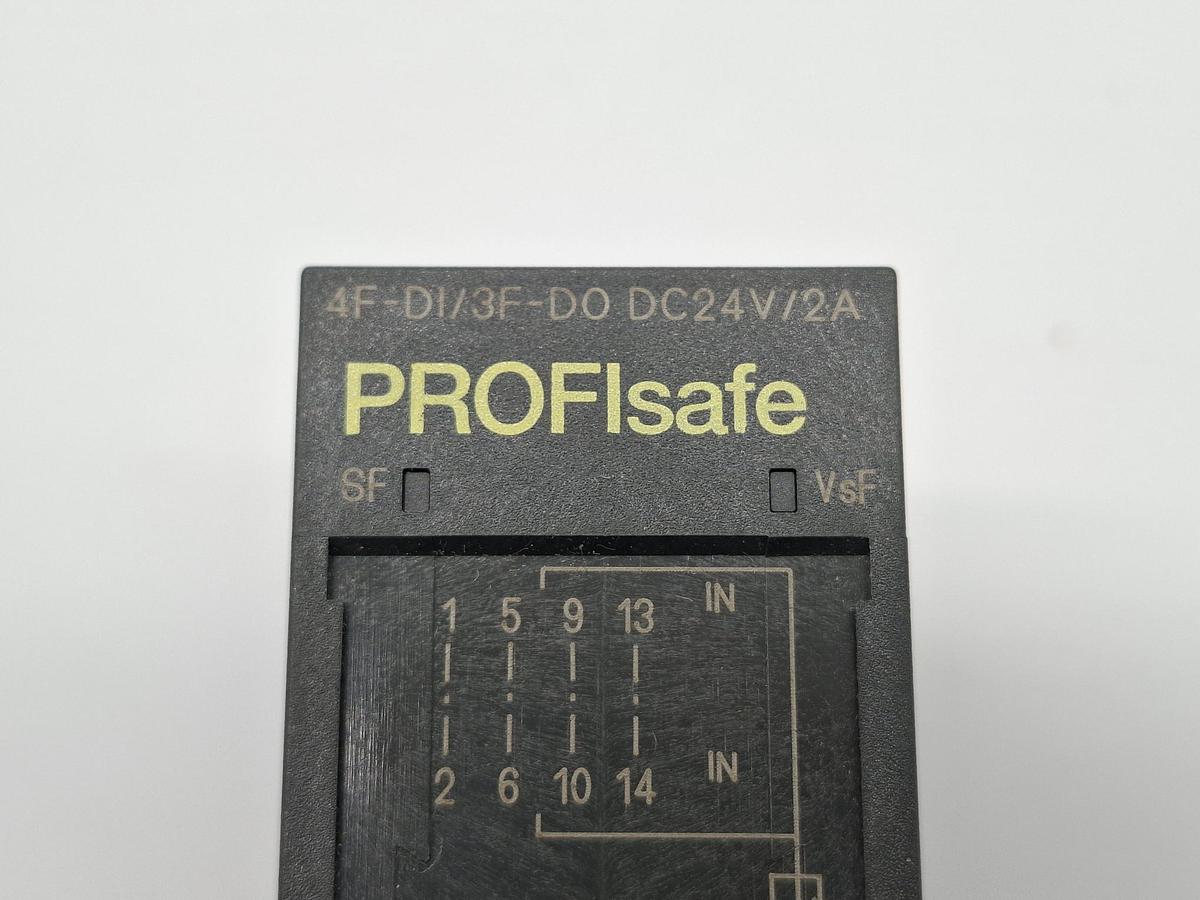 4F-DI/3F-DO DC24V/2A
PROFIsafe
SF VsF
1 5 9 13 IN
2 6 10 14 IN